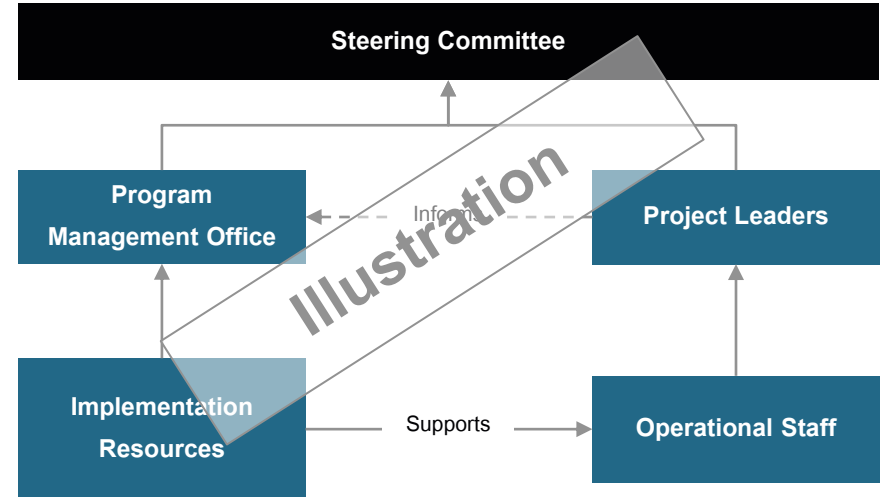 Steering Committee
Program
Management Office
Informs
Project Leaders
Illustration
Implementation
Resources
Supports
Operational Staff